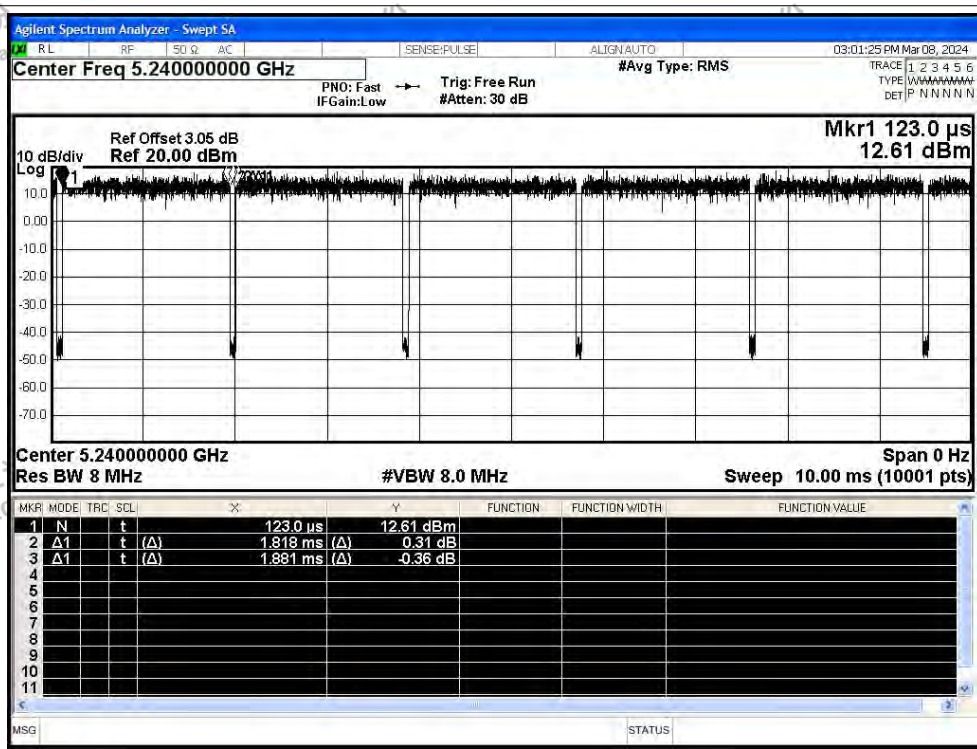 Agilent Spectrum Analyzer - Swept SA
RL RF 50 Ω AC SENSE:PULSE ALIGN AUTO 03:01:25 PM Mar 08, 2024
Center Freq 5.240000000 GHz
PNO: Fast
IFGain:Low
Trig: Free Run
#Atten: 30 dB
#Avg Type: RMS
TRACE 1 2 3 4 5 6
TYPE
DET P N N N N N
Ref Offset 3.05 dB
10 dB/div Ref 20.00 dBm
Mkr1 123.0 µs
12.61 dBm
Log
1
10.0
0.00
-10.0
-20.0
-30.0
-40.0
-50.0
-60.0
-70.0
Center 5.240000000 GHz Span 0 Hz
Res BW 8 MHz #VBW 8.0 MHz Sweep 10.00 ms (10001 pts)
MKR MODE TRC SCL X Y FUNCTION FUNCTION WIDTH FUNCTION VALUE
1 N t 123.0 µs 12.61 dBm
2 Δ1 t (Δ) 1.818 ms (Δ) 0.31 dB
3 Δ1 t (Δ) 1.881 ms (Δ) -0.36 dB
4
5
6
7
8
9
10
11
MSG STATUS